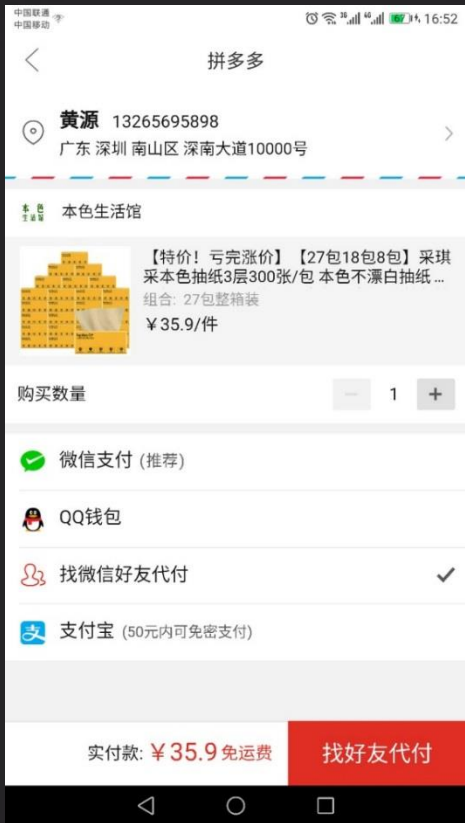 中国联通
中国移动
16:52
拼多多
黄源 13265695898
广东 深圳 南山区 深南大道10000号
本色生活馆 本色生活馆
【特价！亏完涨价】【27包18包8包】采琪
采本色抽纸3层300张/包 本色不漂白抽纸 ...
组合: 27包整箱装
￥35.9/件
购买数量 － 1 +
微信支付 (推荐)
QQ钱包
找微信好友代付
支付宝 (50元内可免密支付)
实付款: ￥35.9 免运费 找好友代付